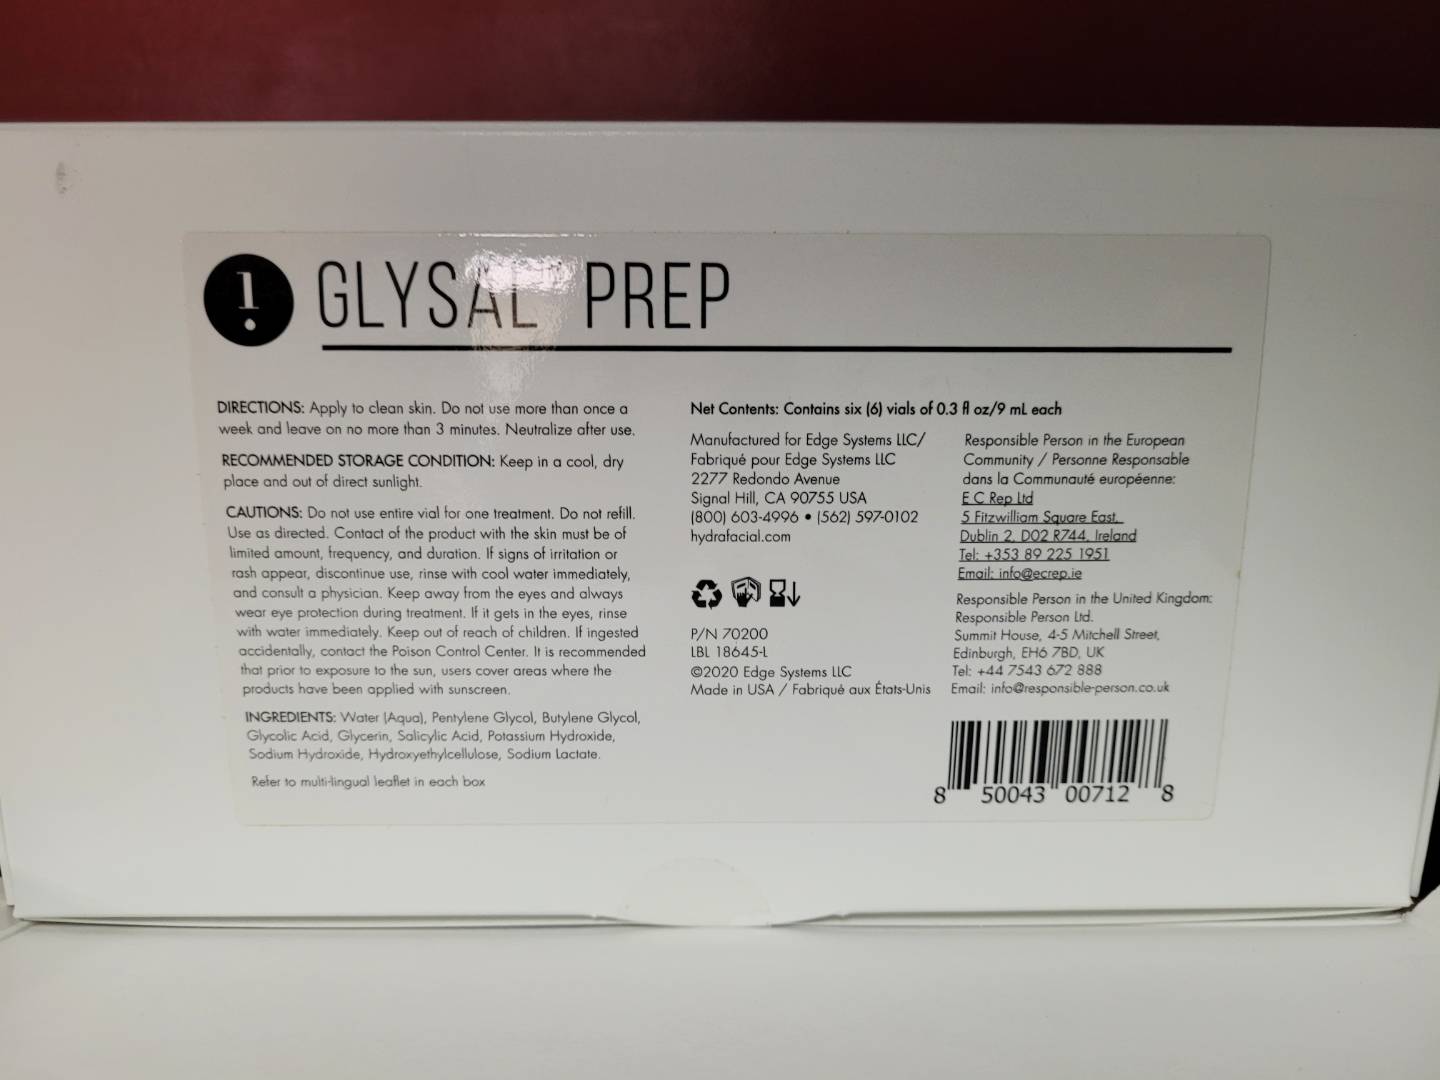 1
GLYSAL™ PREP
DIRECTIONS: Apply to clean skin. Do not use more than once a
week and leave on no more than 3 minutes. Neutralize after use.
RECOMMENDED STORAGE CONDITION: Keep in a cool, dry
place and out of direct sunlight.
CAUTIONS: Do not use entire vial for one treatment. Do not refill.
Use as directed. Contact of the product with the skin must be of
limited amount, frequency, and duration. If signs of irritation or
rash appear, discontinue use, rinse with cool water immediately,
and consult a physician. Keep away from the eyes and always
wear eye protection during treatment. If it gets in the eyes, rinse
with water immediately. Keep out of reach of children. If ingested
accidentally, contact the Poison Control Center. It is recommended
that prior to exposure to the sun, users cover areas where the
products have been applied with sunscreen.
INGREDIENTS: Water (Aqua), Pentylene Glycol, Butylene Glycol,
Glycolic Acid, Glycerin, Salicylic Acid, Potassium Hydroxide,
Sodium Hydroxide, Hydroxyethylcellulose, Sodium Lactate.
Refer to multi-lingual leaflet in each box
Net Contents: Contains six (6) vials of 0.3 fl oz/9 mL each
Manufactured for Edge Systems LLC/
Fabriqué pour Edge Systems LLC
2277 Redondo Avenue
Signal Hill, CA 90755 USA
(800) 603-4996 • (562) 597-0102
hydrafacial.com
P/N 70200
LBL 18645-L
©2020 Edge Systems LLC
Made in USA / Fabriqué aux États-Unis
Responsible Person in the European
Community / Personne Responsable
dans la Communauté européenne:
E C Rep Ltd
5 Fitzwilliam Square East,
Dublin 2, D02 R744, Ireland
Tel: +353 89 225 1951
Email: info@ecrep.ie
Responsible Person in the United Kingdom:
Responsible Person Ltd.
Summit House, 4-5 Mitchell Street,
Edinburgh, EH6 7BD, UK
Tel: +44 7543 672 888
Email: info@responsible-person.co.uk
8 50043 00712 8